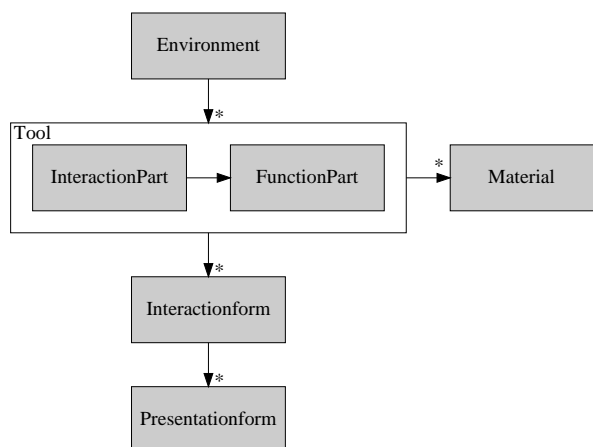 Environment
*
Tool
InteractionPart
FunctionPart
*
Material
*
Interactionform
*
Presentationform